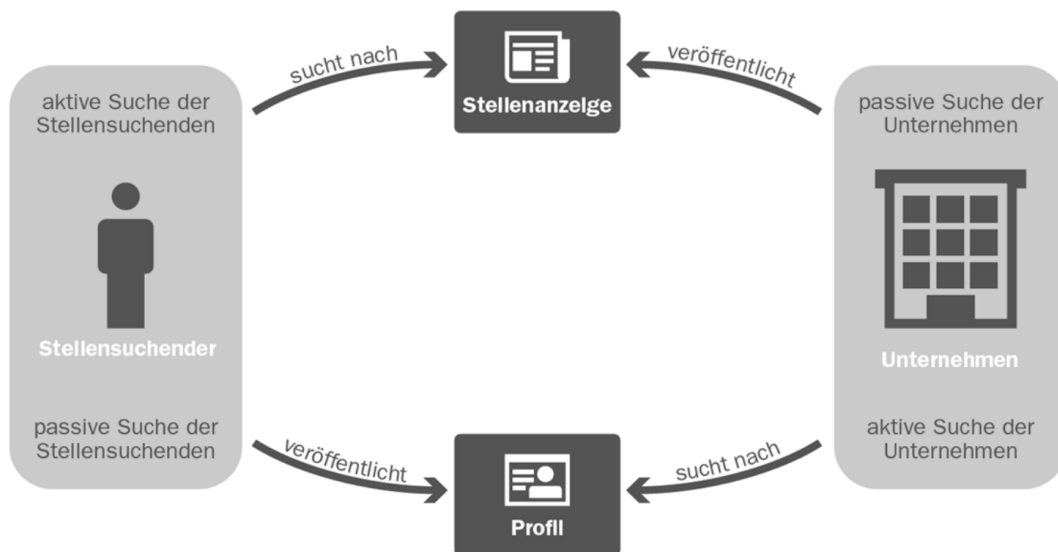 sucht nach
Stellenanzeige
veröffentlicht
aktive Suche der
Stellensuchenden
Stellensuchender
passive Suche der
Stellensuchenden
passive Suche der
Unternehmen
Unternehmen
aktive Suche der
Unternehmen
veröffentlicht
Profil
sucht nach